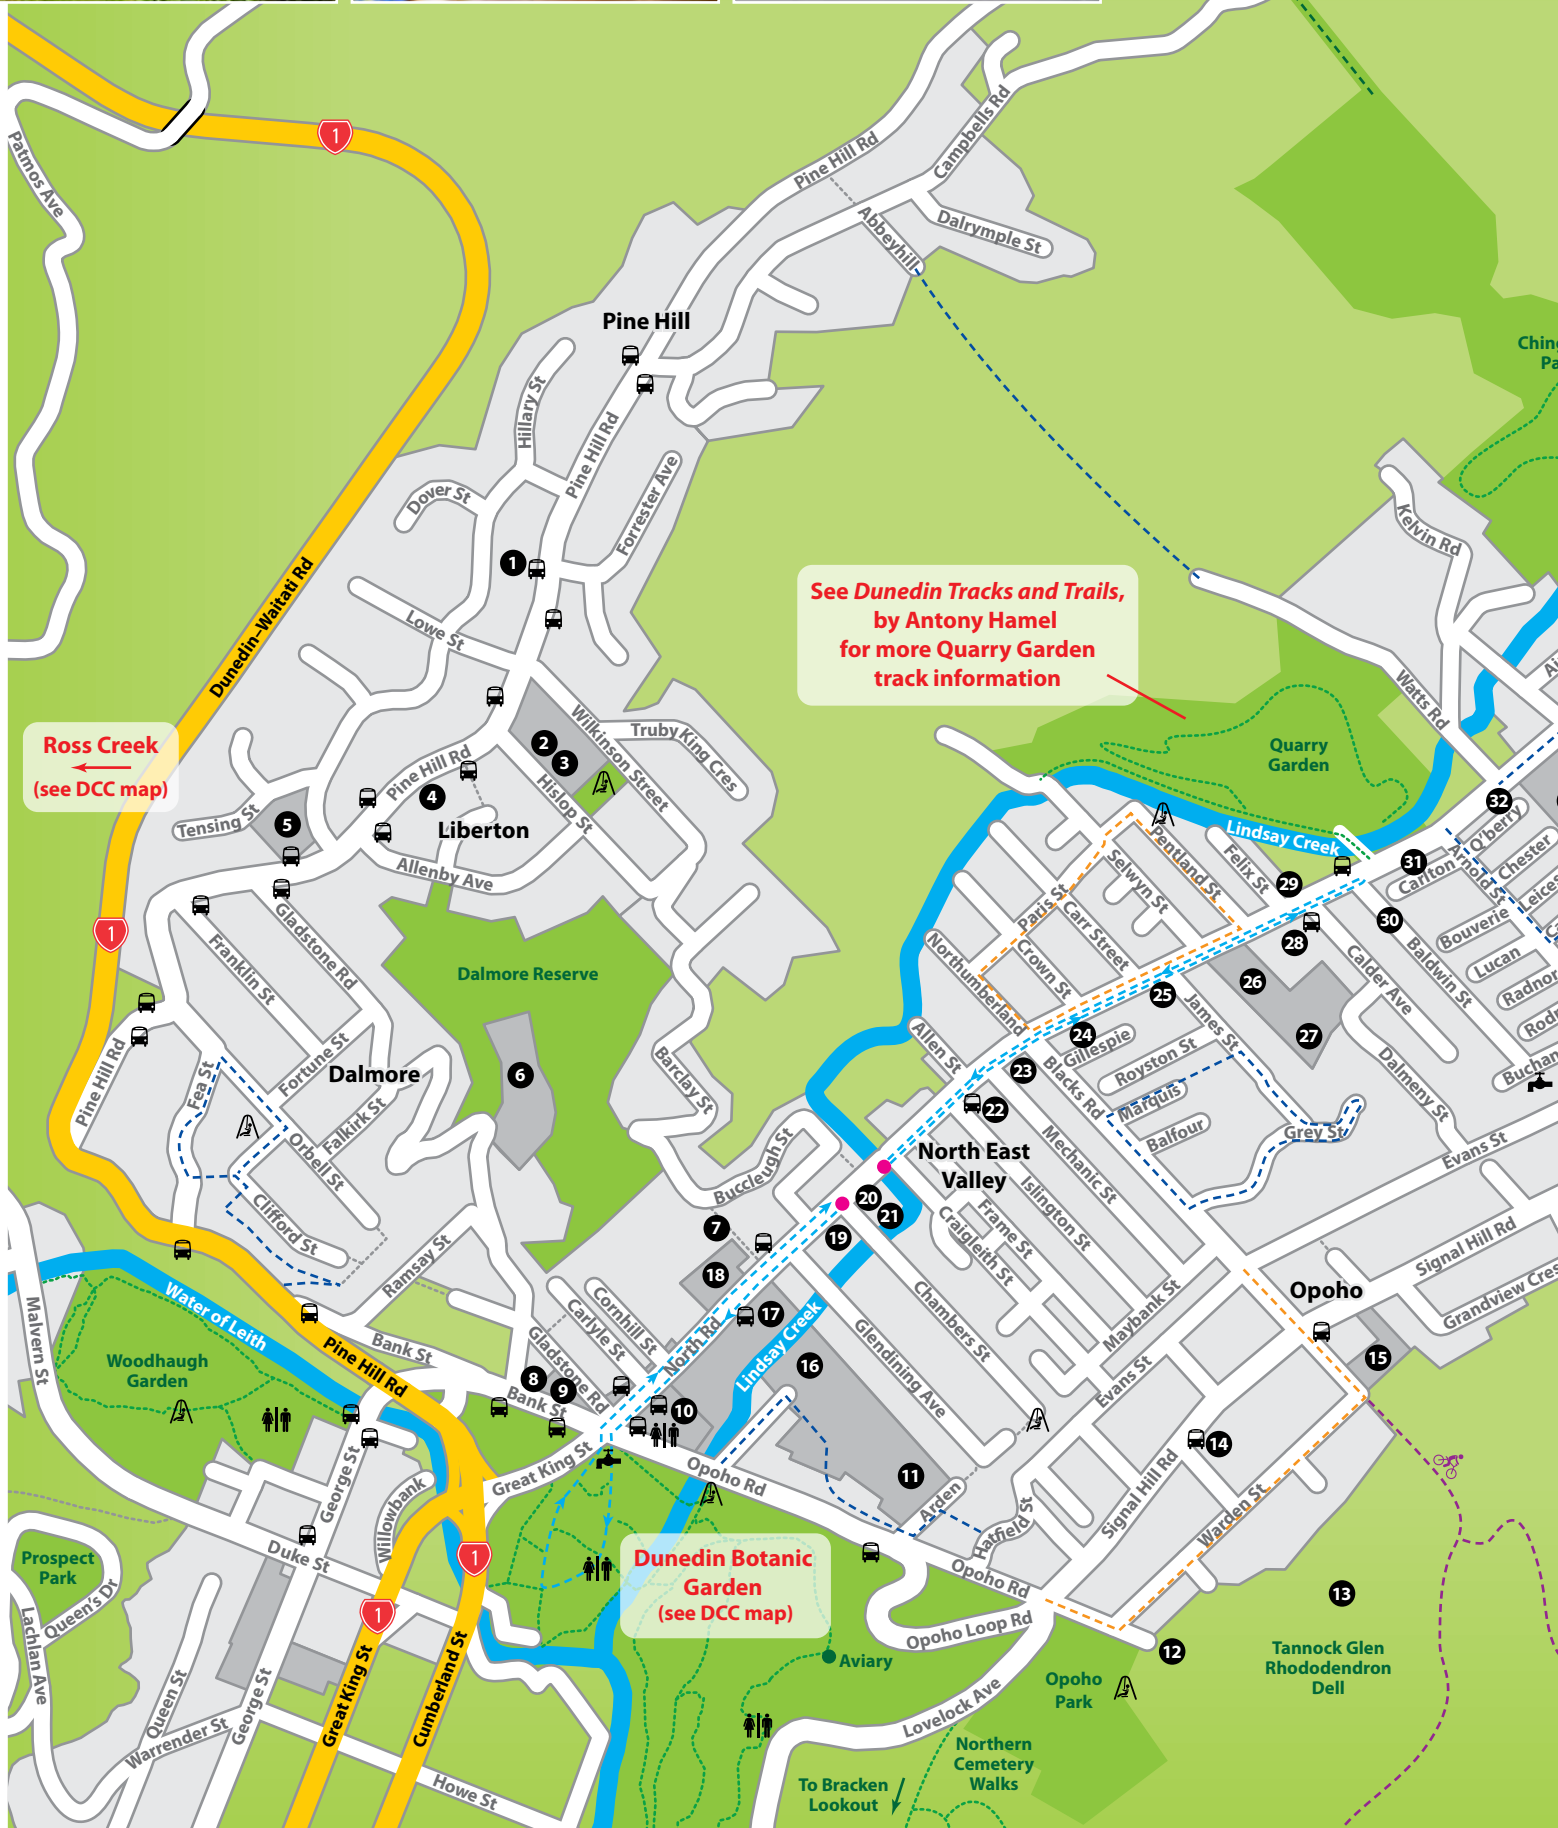 1
Patmos Ave
Pine Hill Rd
Campbells Rd
Abbeyhill
Dalrymple St
Pine Hill
Hillary St
Pine Hill Rd
Dover St
Forrester Ave
Kelvin Rd
1
Dunedin–Waitati Rd
Lowe St
See Dunedin Tracks and Trails,
by Antony Hamel
for more Quarry Garden
track information
Watts Rd
Ross Creek
(see DCC map)
Wilkinson Street
Truby King Cres
2
3
Quarry
Garden
Pine Hill Rd
4
Hislop St
Liberton
Tensing St
5
Allenby Ave
Lindsay Creek
32
Q'berry
31
Carlton
Arnold St
Chester
Pentland St
Selwyn St
Felix St
29
30
Bouverie
Lucan
Radnor
Baldwin St
Calder Ave
28
Paris St
Carr Street
Crown St
Northumberland
1
Gladstone Rd
Franklin St
Dalmore Reserve
26
25
27
James St
24
Gillespie
Allen St
Royston St
Blacks Rd
23
Marquis
Balfour
Grey St
Dalmeny St
Evans St
Pine Hill Rd
Fea St
Fortune St
Dalmore
Falkirk St
Orbell St
Clifford St
6
Barclay St
Buccleugh St
22
North East
Valley
Mechanic St
Islington St
Frame St
Craigleith St
20
21
19
7
18
17
Signal Hill Rd
Grandview Cres
Opoho
15
Maybank St
Evans St
Chambers St
Glendining Ave
Lindsay Creek
16
North Rd
Cornhill St
Carlyle St
Gladstone Rd
Ramsay St
Bank St
Bank St
8
9
10
Malvern St
Water of Leith
Pine Hill Rd
Woodhaugh
Garden
George St
Willowbank
Great King St
Opoho Rd
11
Arden
Hatfield St
Signal Hill Rd
14
Warden St
Duke St
Prospect
Park
Queen's Dr
Lachlan Ave
1
1
Dunedin Botanic
Garden
(see DCC map)
Opoho Rd
Opoho Loop Rd
13
12
Tannock Glen
Rhododendron
Dell
Opoho
Park
Aviary
Lovelock Ave
Northern
Cemetery
Walks
To Bracken
Lookout
Queen St
Warrender St
George St
Great King St
Cumberland St
Howe St